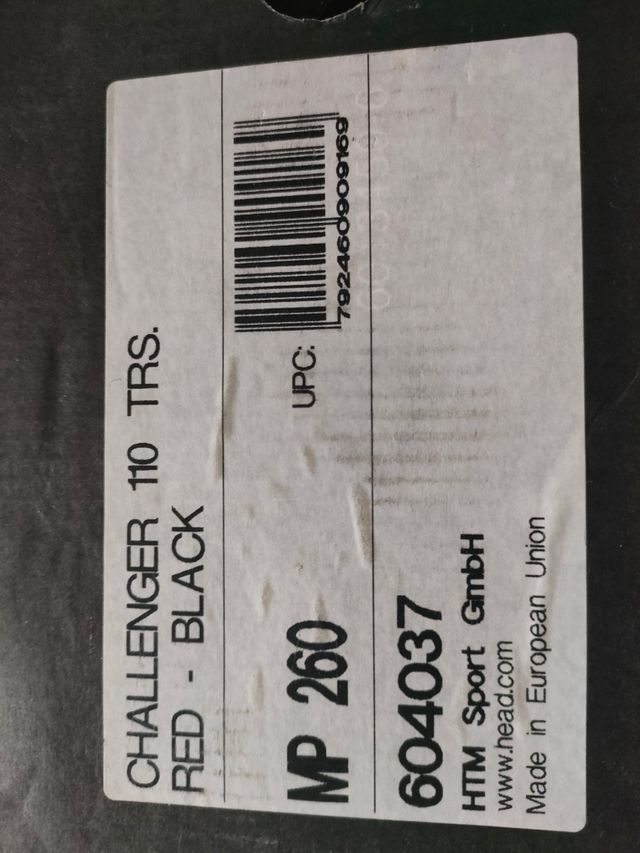 CHALLENGER 110 TRS.
RED - BLACK
MP 260
UPC:
792460909169
604037
HTM Sport GmbH
www.head.com
Made in European Union